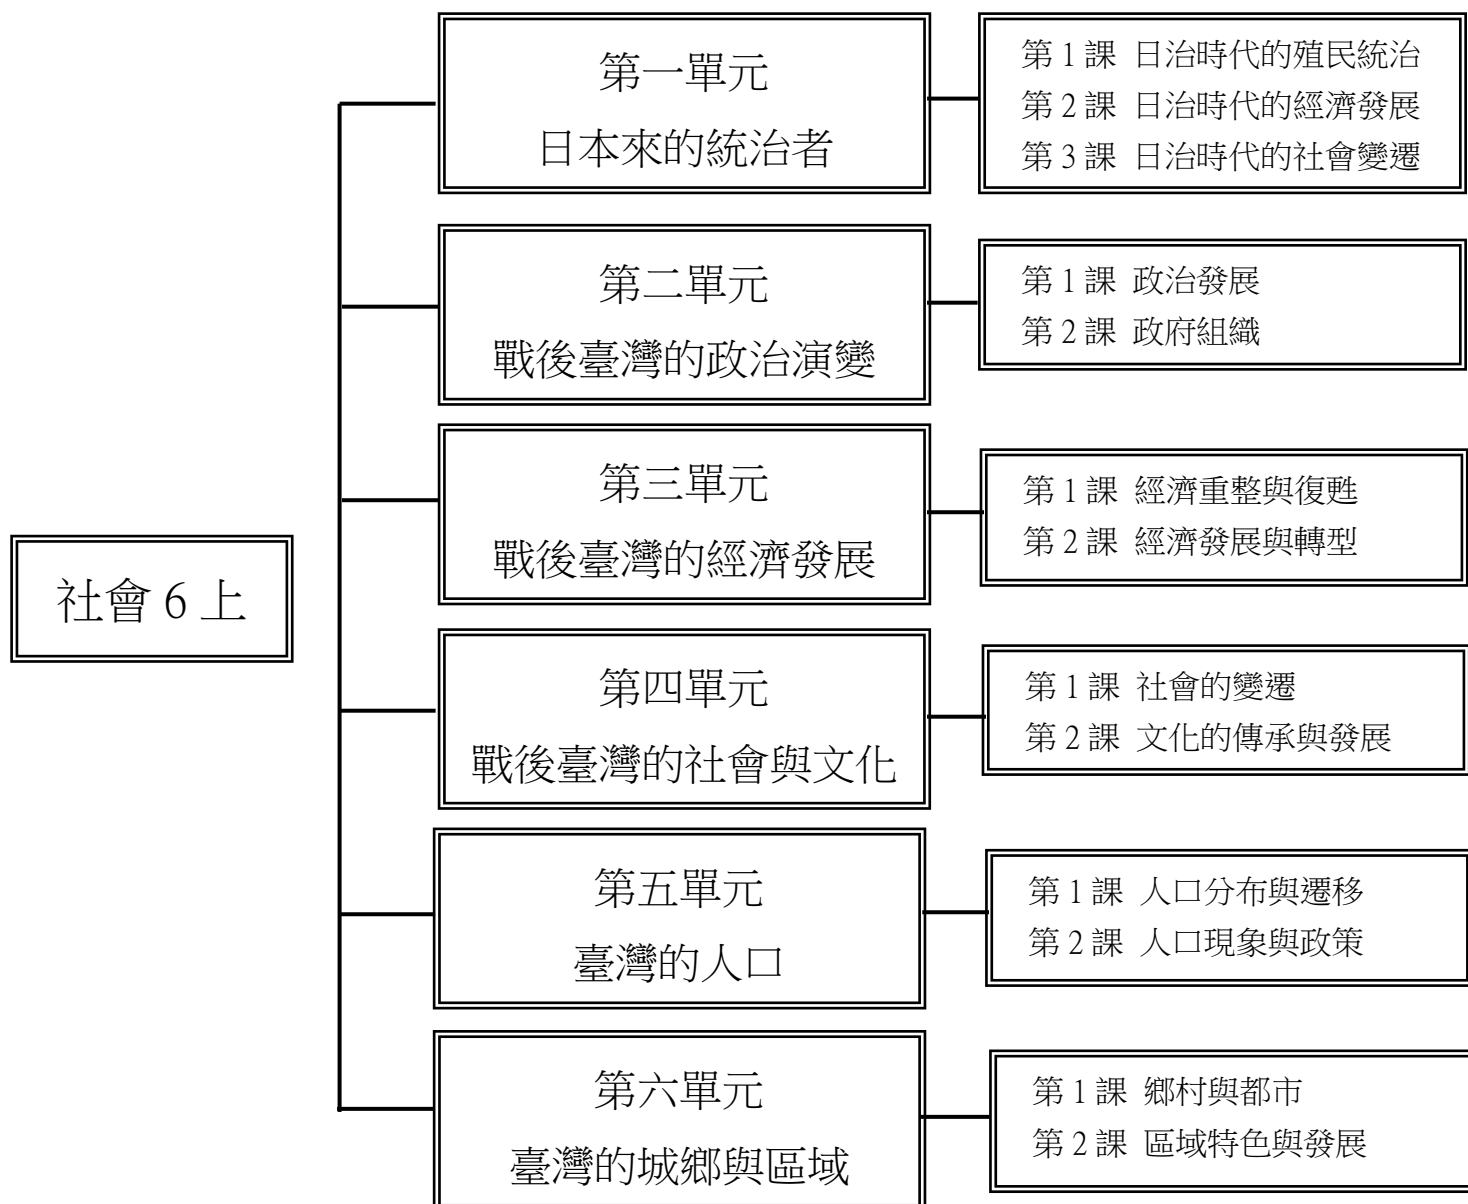 社會 6 上
第一單元
日本來的統治者
第 1 課 日治時代的殖民統治
第 2 課 日治時代的經濟發展
第 3 課 日治時代的社會變遷
第二單元
戰後臺灣的政治演變
第 1 課 政治發展
第 2 課 政府組織
第三單元
戰後臺灣的經濟發展
第 1 課 經濟重整與復甦
第 2 課 經濟發展與轉型
第四單元
戰後臺灣的社會與文化
第 1 課 社會的變遷
第 2 課 文化的傳承與發展
第五單元
臺灣的人口
第 1 課 人口分布與遷移
第 2 課 人口現象與政策
第六單元
臺灣的城鄉與區域
第 1 課 鄉村與都市
第 2 課 區域特色與發展